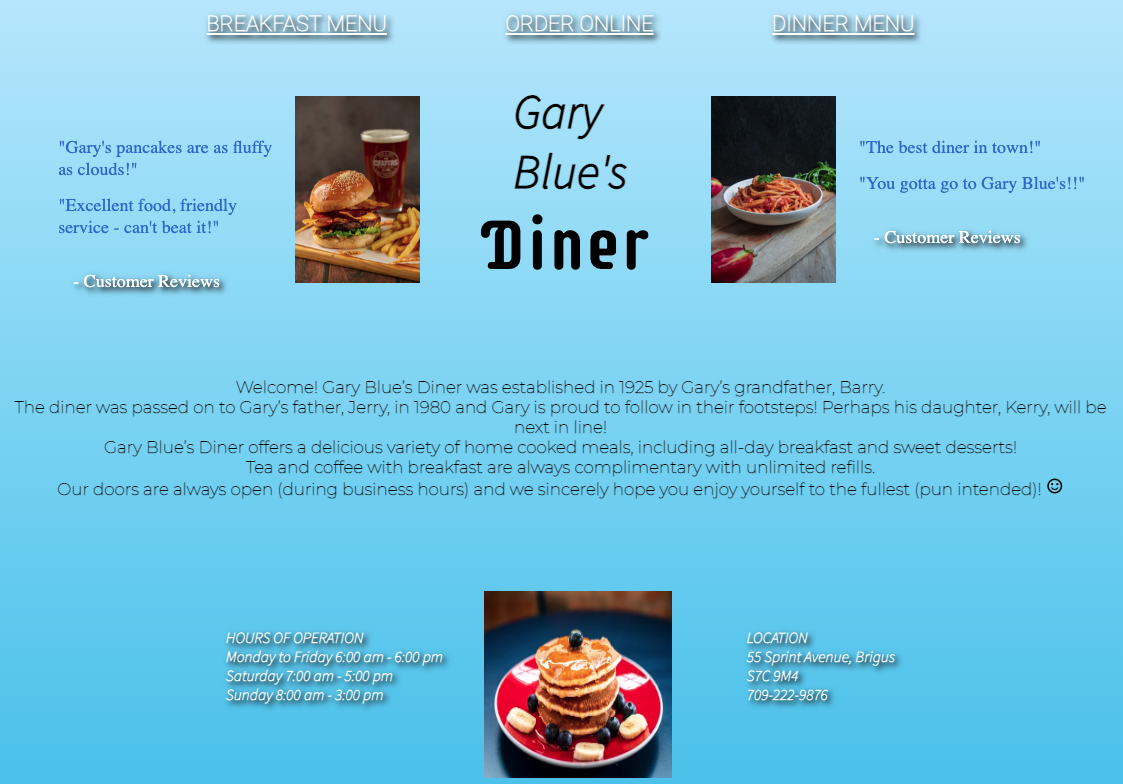 BREAKFAST MENU
ORDER ONLINE
DINNER MENU
"Gary's pancakes are as fluffy
as clouds!"
"Excellent food, friendly
service - can't beat it!"
- Customer Reviews
Gary
Blue's
Diner
"The best diner in town!"
"You gotta go to Gary Blue's!!"
- Customer Reviews
Welcome! Gary Blue's Diner was established in 1925 by Gary's grandfather, Barry.
The diner was passed on to Gary's father, Jerry, in 1980 and Gary is proud to follow in their footsteps! Perhaps his daughter, Kerry, will be
next in line!
Gary Blue's Diner offers a delicious variety of home cooked meals, including all-day breakfast and sweet desserts!
Tea and coffee with breakfast are always complimentary with unlimited refills.
Our doors are always open (during business hours) and we sincerely hope you enjoy yourself to the fullest (pun intended)! ☺
HOURS OF OPERATION
Monday to Friday 6:00 am - 6:00 pm
Saturday 7:00 am - 5:00 pm
Sunday 8:00 am - 3:00 pm
LOCATION
55 Sprint Avenue, Brigus
S7C 9M4
709-222-9876